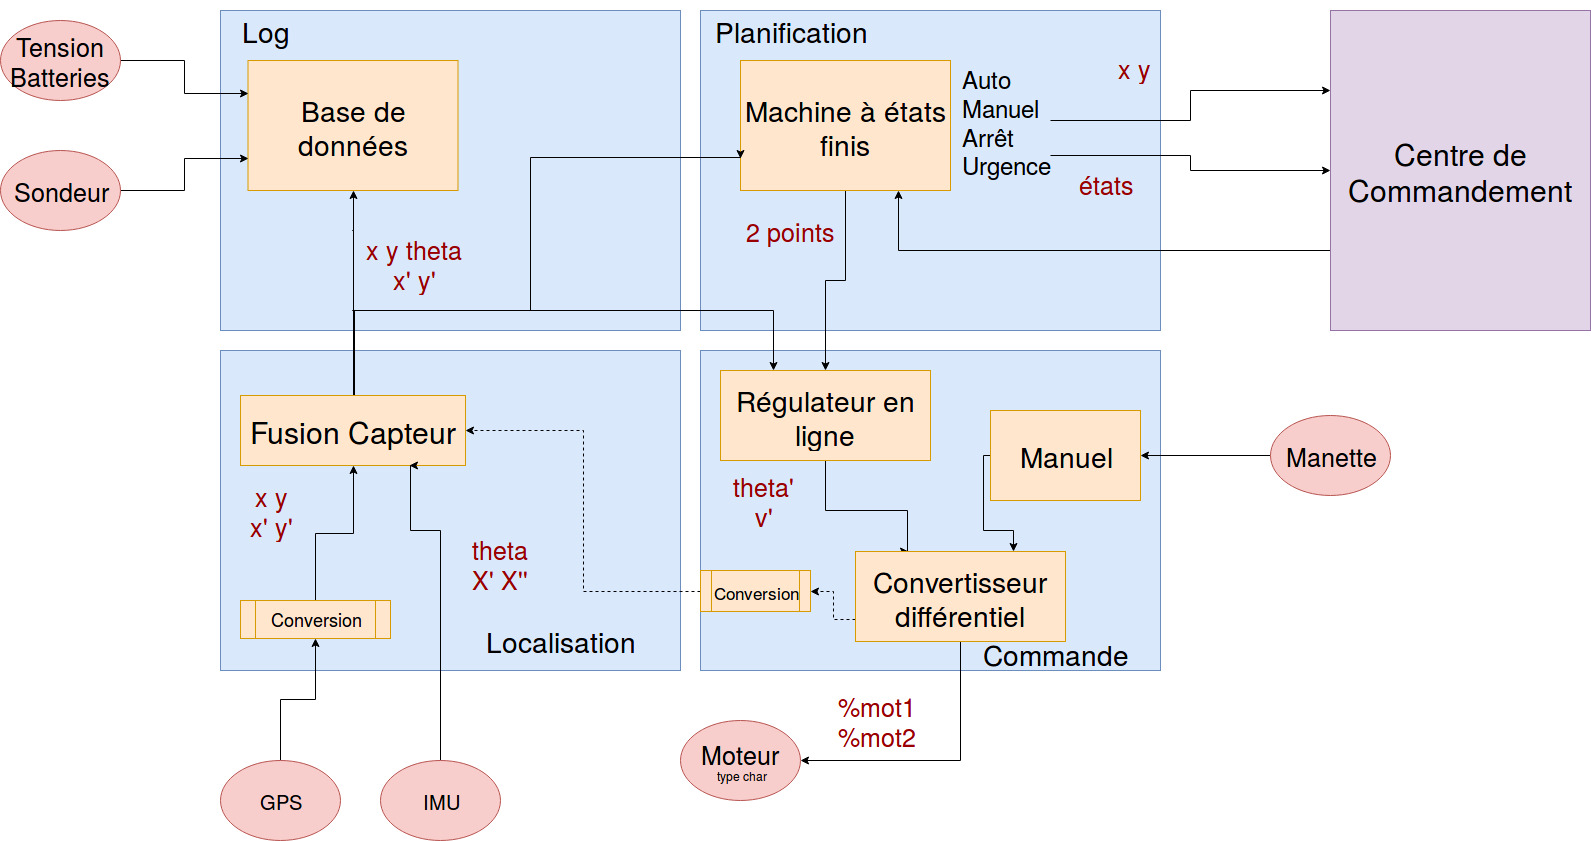 Log
Tension
Batteries
Base de
données
Sondeur
x y theta
x' y'
Planification
Machine à états
finis
Auto
Manuel
Arrêt
Urgence
x y
états
2 points
Centre de
Commandement
Fusion Capteur
x y
x' y'
theta
X' X''
Conversion
Localisation
GPS
IMU
Régulateur en
ligne
theta'
v'
Manuel
Manette
Conversion
Convertisseur
différentiel
Commande
%mot1
%mot2
Moteur
type char